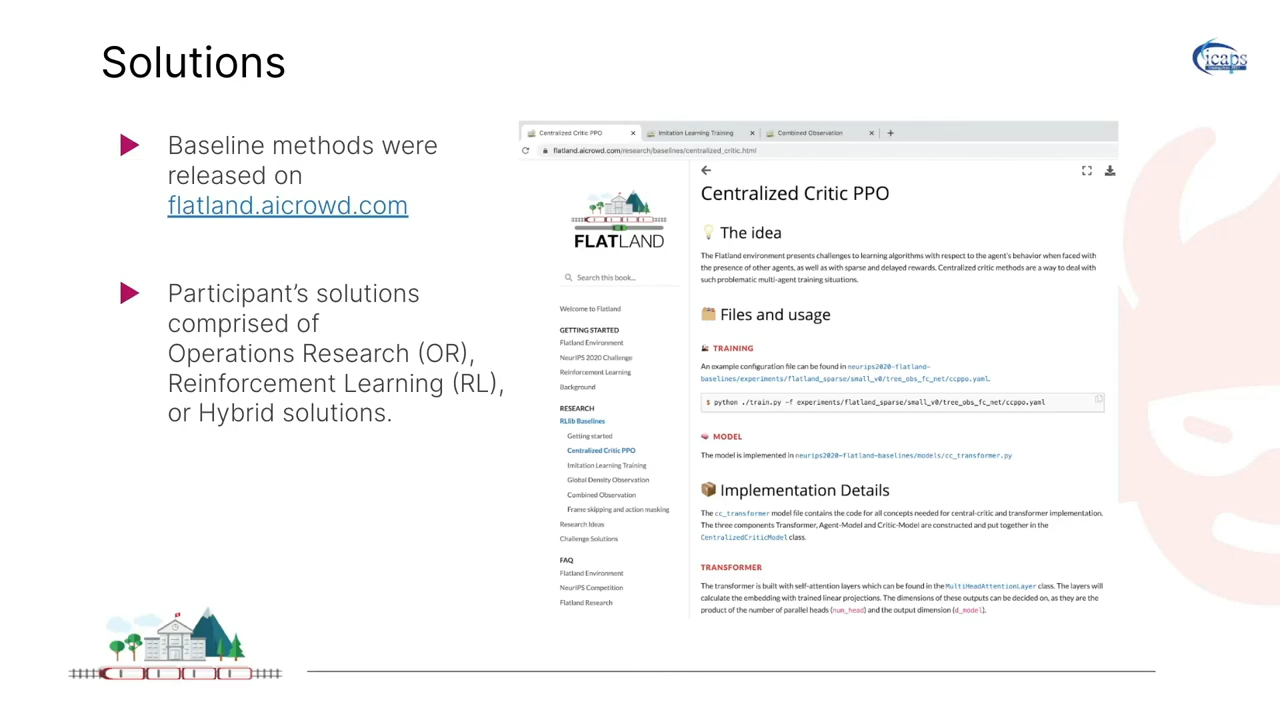 Solutions
icaps
Baseline methods were
released on
flatland.aicrowd.com
Participant’s solutions
comprised of
Operations Research (OR),
Reinforcement Learning (RL),
or Hybrid solutions.
Centralized Critic PPO
Imitation Learning Training
Combined Observation
flatland.aicrowd.com/research/baselines/centralized_critic.html
FLATLAND
Search this book...
Welcome to Flatland
GETTING STARTED
Flatland Environment
NeurIPS 2020 Challenge
Reinforcement Learning
Background
RESEARCH
RLlib Baselines
Getting started
Centralized Critic PPO
Imitation Learning Training
Global Density Observation
Combined Observation
Frame skipping and action masking
Research Ideas
Challenge Solutions
FAQ
Flatland Environment
NeurIPS Competition
Flatland Research
Centralized Critic PPO
The idea
The Flatland environment presents challenges to learning algorithms with respect to the agent's behavior when faced with
the presence of other agents, as well as with sparse and delayed rewards. Centralized critic methods are a way to deal with
such problematic multi-agent training situations.
Files and usage
TRAINING
An example configuration file can be found in neurips2020-flatland-
baselines/experiments/flatland_sparse/small_v0/tree_obs_fc_net/ccppo.yaml.
$ python ./train.py -f experiments/flatland_sparse/small_v0/tree_obs_fc_net/ccppo.yaml
MODEL
The model is implemented in neurips2020-flatland-baselines/models/cc_transformer.py
Implementation Details
The cc_transformer model file contains the code for all concepts needed for central-critic and transformer implementation.
The three components Transformer, Agent-Model and Critic-Model are constructed and put together in the
CentralizedCriticModel class.
TRANSFORMER
The transformer is built with self-attention layers which can be found in the MultiHeadAttentionLayer class. The layers will
calculate the embedding with trained linear projections. The dimensions of these outputs can be decided on, as they are the
product of the number of parallel heads (num_head) and the output dimension (d_model).